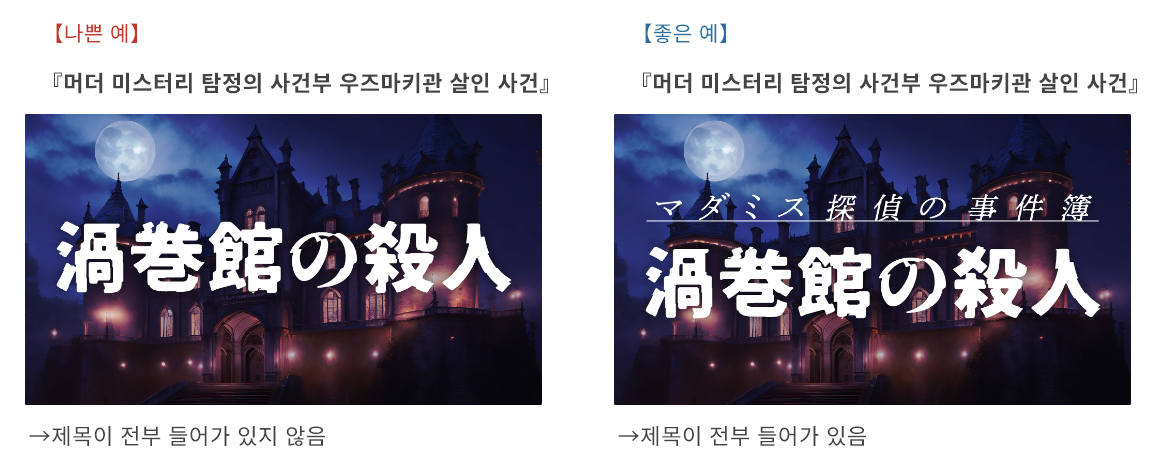 【나쁜 예】
『머더 미스터리 탐정의 사건부 우즈마키관 살인 사건』
渦巻館の殺人
→제목이 전부 들어가 있지 않음
【좋은 예】
『머더 미스터리 탐정의 사건부 우즈마키관 살인 사건』
マダミス探偵の事件簿
渦巻館の殺人
→제목이 전부 들어가 있음